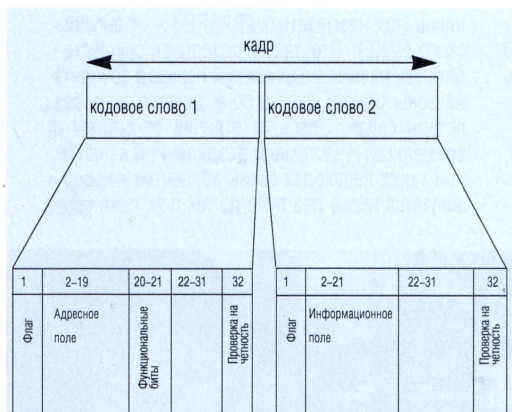 кадр
кодовое слово 1
кодовое слово 2
1 2–19 20–21 22–31 32
Флаг
Адресное
поле
Функциональные
биты
Проверка на
четность
1 2–21 22–31 32
Флаг
Информационное
поле
Проверка на
четность